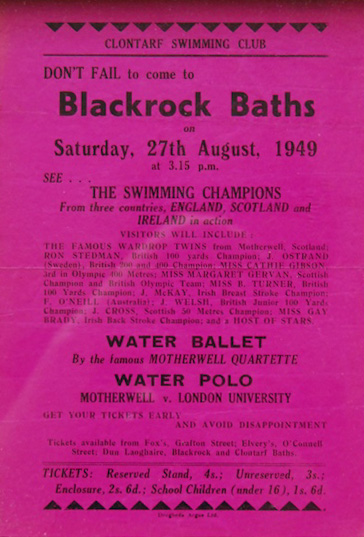 CLONTARF SWIMMING CLUB
DON'T FAIL to come to
Blackrock Baths
on
Saturday, 27th August, 1949
at 3.15 p.m.
SEE . . .
THE SWIMMING CHAMPIONS
From three countries, ENGLAND, SCOTLAND and
IRELAND in action
VISITORS WILL INCLUDE:
THE FAMOUS WARDROP TWINS from Motherwell, Scotland;
RON STEDMAN, British 100 yards Champion; J. OSTRAND
(Sweden), British 200 and 400 Champion; MISS CATHIE GIBSON,
3rd in Olympic 400 Metres; MISS MARGARET GERVAN, Scottish
Champion and British Olympic Team; MISS B. TURNER, British
100 Yards Champion; J. McKAY, Irish Breast Stroke Champion;
F. O'NEILL (Australia); J. WELSH, British Junior 100 Yards
Champion; J. CROSS, Scottish 50 Metres Champion; MISS GAY
BRADY, Irish Back Stroke Champion; and a HOST OF STARS.
WATER BALLET
By the famous MOTHERWELL QUARTETTE
WATER POLO
MOTHERWELL v. LONDON UNIVERSITY
GET YOUR TICKETS EARLY
AND AVOID DISAPPOINTMENT
Tickets available from Fox's, Grafton Street; Elvery's, O'Connell
Street; Dun Laoghaire, Blackrock and Clontarf Baths.
TICKETS: Reserved Stand, 4s.; Unreserved, 3s.;
Enclosure, 2s. 6d.; School Children (under 16), 1s. 6d.
Drogheda Argus Ltd.